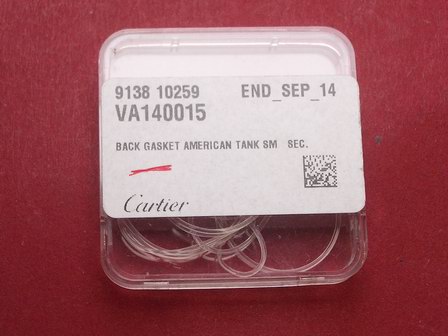 9138 10259 END_SEP_14
VA140015
BACK GASKET AMERICAN TANK SM SEC.
Cartier